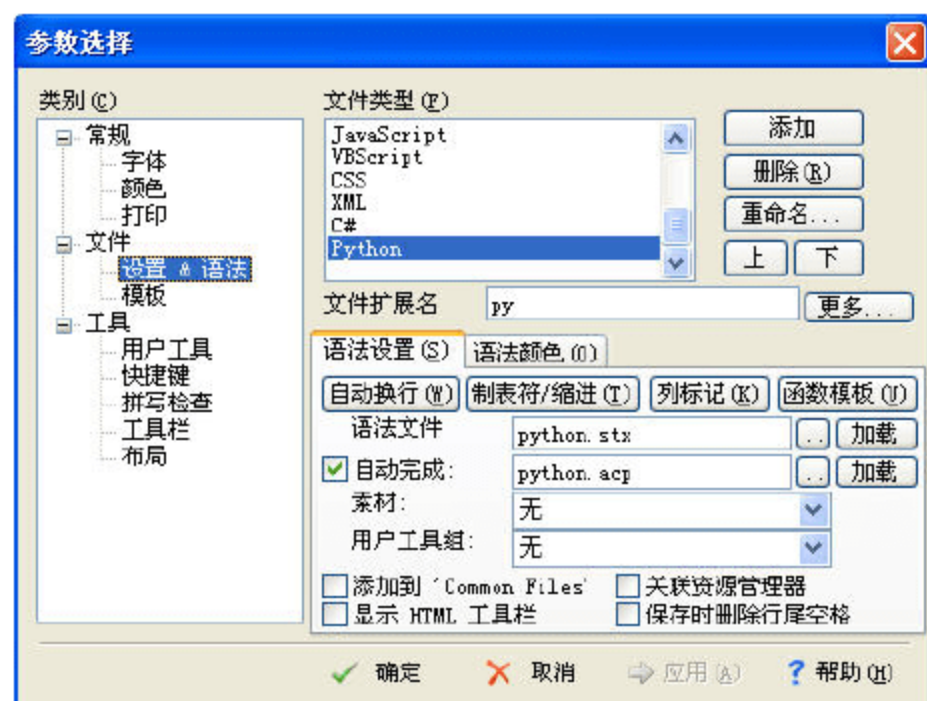 参数选择
类别(C)
常规
字体
颜色
打印
文件
设置 & 语法
模板
工具
用户工具
快捷键
拼写检查
工具栏
布局
文件类型(F)
JavaScript
VBScript
CSS
XML
C#
Python
添加
删除(R)
重命名...
上 下
文件扩展名 py 更多...
语法设置(S) 语法颜色(O)
自动换行(W) 制表符/缩进(T) 列标记(K) 函数模板(U)
语法文件 python.stx .. 加载
自动完成: python.acp .. 加载
素材: 无
用户工具组: 无
添加到 'Common Files' 关联资源管理器
显示 HTML 工具栏 保存时删除行尾空格
确定 取消 应用(A) ? 帮助(H)